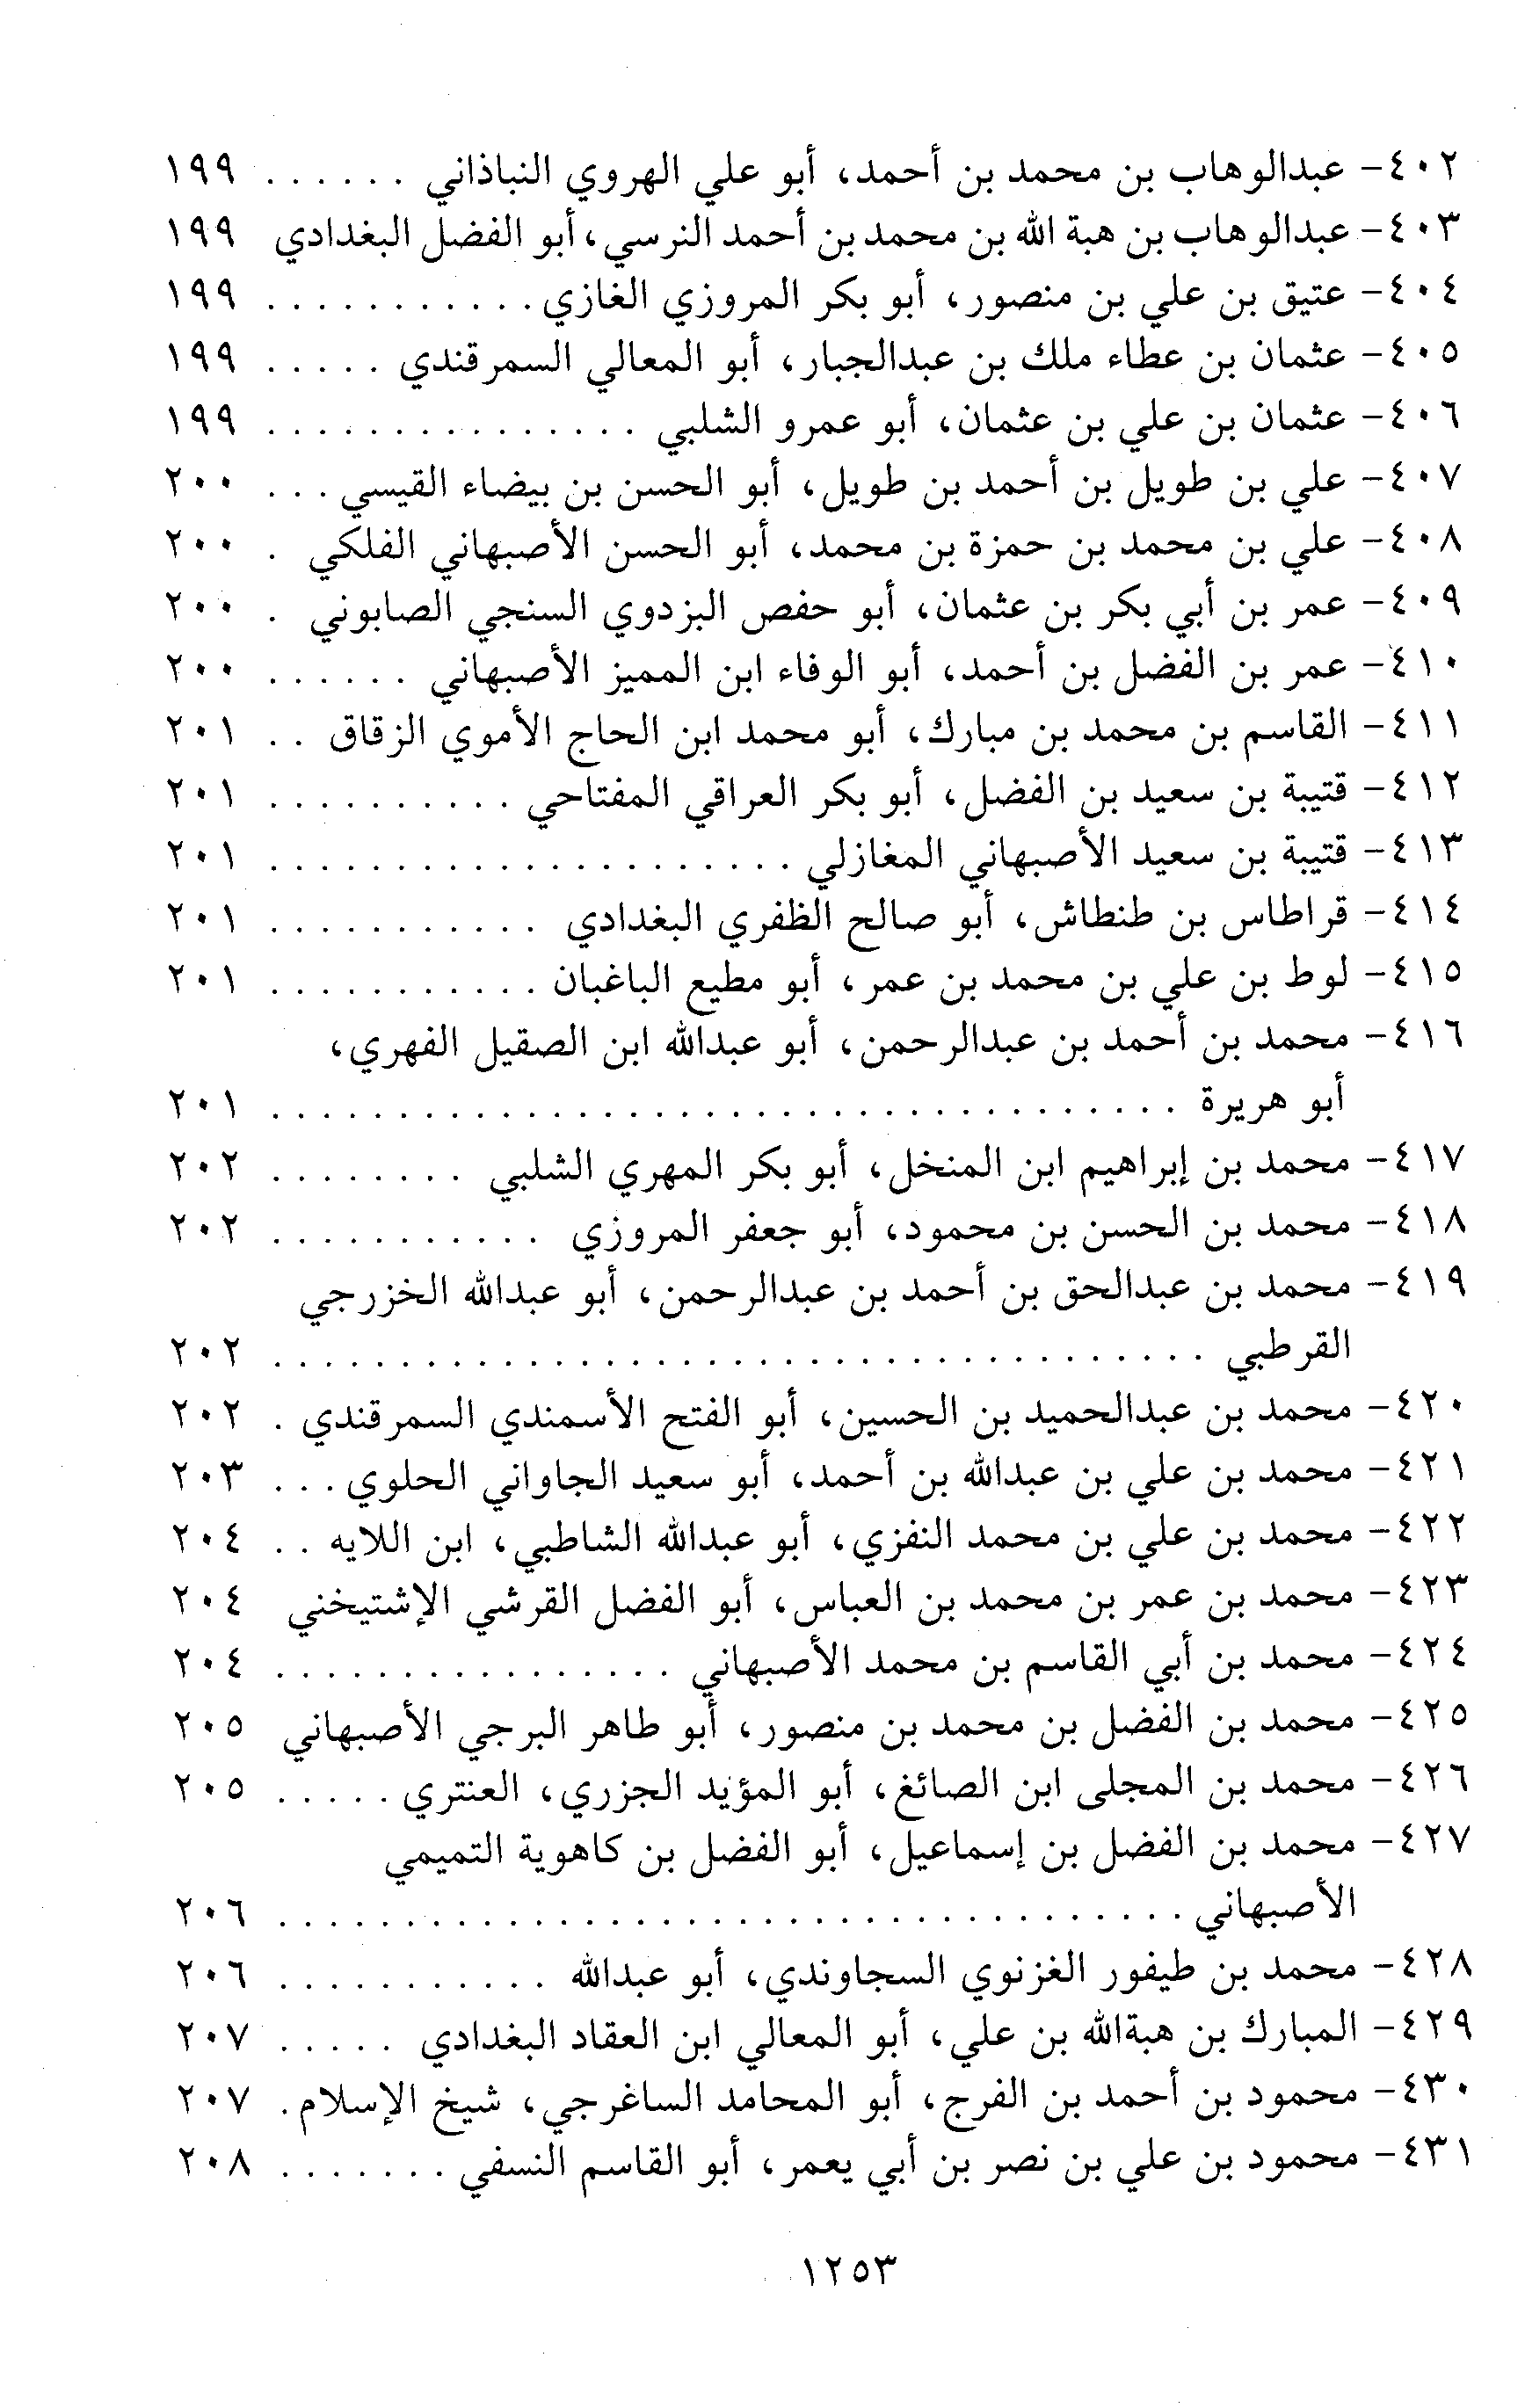 ٤٠٢- عبدالوهاب بن محمد بن أحمد، أبو علي الهروي النباذاني . . . . . . ١٩٩
٤٠٣- عبدالوهاب بن هبة الله بن محمد بن أحمد النرسي، أبو الفضل البغدادي ١٩٩
٤٠٤- عتيق بن علي بن منصور، أبو بكر المروزي الغازي . . . . . . . . . . . ١٩٩
٤٠٥- عثمان بن عطاء ملك بن عبدالجبار، أبو المعالي السمرقندي . . . . . ١٩٩
٤٠٦- عثمان بن علي بن عثمان، أبو عمرو الشلبي . . . . . . . . . . . . . . . ١٩٩
٤٠٧- علي بن طويل بن أحمد بن طويل، أبو الحسن بن بيضاء القيسي . . . ٢٠٠
٤٠٨- علي بن محمد بن حمزة بن محمد، أبو الحسن الأصبهاني الفلكي . ٢٠٠
٤٠٩- عمر بن أبي بكر بن عثمان، أبو حفص البزدوي السنجي الصابوني . ٢٠٠
٤١٠- عمر بن الفضل بن أحمد، أبو الوفاء ابن المميز الأصبهاني . . . . . . ٢٠٠
٤١١- القاسم بن محمد بن مبارك، أبو محمد ابن الحاج الأموي الزقاق . . ٢٠١
٤١٢- قتيبة بن سعيد بن الفضل، أبو بكر العراقي المفتاحي . . . . . . . . . . ٢٠١
٤١٣- قتيبة بن سعيد الأصبهاني المغازلي . . . . . . . . . . . . . . . . . . . . . ٢٠١
٤١٤- قراطاس بن طنطاش، أبو صالح الظفري البغدادي . . . . . . . . . . . ٢٠١
٤١٥- لوط بن علي بن محمد بن عمر، أبو مطيع الباغبان . . . . . . . . . . . ٢٠١
٤١٦- محمد بن أحمد بن عبدالرحمن، أبو عبدالله ابن الصقيل الفهري،
أبو هريرة . . . . . . . . . . . . . . . . . . . . . . . . . . . . . . . . . . . . ٢٠١
٤١٧- محمد بن إبراهيم ابن المنخل، أبو بكر المهري الشلبي . . . . . . . . ٢٠٢
٤١٨- محمد بن الحسن بن محمود، أبو جعفر المروزي . . . . . . . . . . . ٢٠٢
٤١٩- محمد بن عبدالحق بن أحمد بن عبدالرحمن، أبو عبدالله الخزرجي
القرطبي . . . . . . . . . . . . . . . . . . . . . . . . . . . . . . . . . . . . . ٢٠٢
٤٢٠- محمد بن عبدالحميد بن الحسين، أبو الفتح الأسمندي السمرقندي . ٢٠٢
٤٢١- محمد بن علي بن عبدالله بن أحمد، أبو سعيد الجاواني الحلوي . . . ٢٠٣
٤٢٢- محمد بن علي بن محمد النفزي، أبو عبدالله الشاطبي، ابن اللايه . . ٢٠٤
٤٢٣- محمد بن عمر بن محمد بن العباس، أبو الفضل القرشي الإشتيخني ٢٠٤
٤٢٤- محمد بن أبي القاسم بن محمد الأصبهاني . . . . . . . . . . . . . . . . ٢٠٤
٤٢٥- محمد بن الفضل بن محمد بن منصور، أبو طاهر البرجي الأصبهاني ٢٠٥
٤٢٦- محمد بن المجلى ابن الصائغ، أبو المؤيد الجزري، العنتري . . . . . ٢٠٥
٤٢٧- محمد بن الفضل بن إسماعيل، أبو الفضل بن كاهوية التميمي
الأصبهاني . . . . . . . . . . . . . . . . . . . . . . . . . . . . . . . . . . . . ٢٠٦
٤٢٨- محمد بن طيفور الغزنوي السجاوندي، أبو عبدالله . . . . . . . . . . . ٢٠٦
٤٢٩- المبارك بن هبةالله بن علي، أبو المعالي ابن العقاد البغدادي . . . . . ٢٠٧
٤٣٠- محمود بن أحمد بن الفرج، أبو المحامد الساغرجي، شيخ الإسلام . ٢٠٧
٤٣١- محمود بن علي بن نصر بن أبي يعمر، أبو القاسم النسفي . . . . . . . ٢٠٨
١٢٥٣